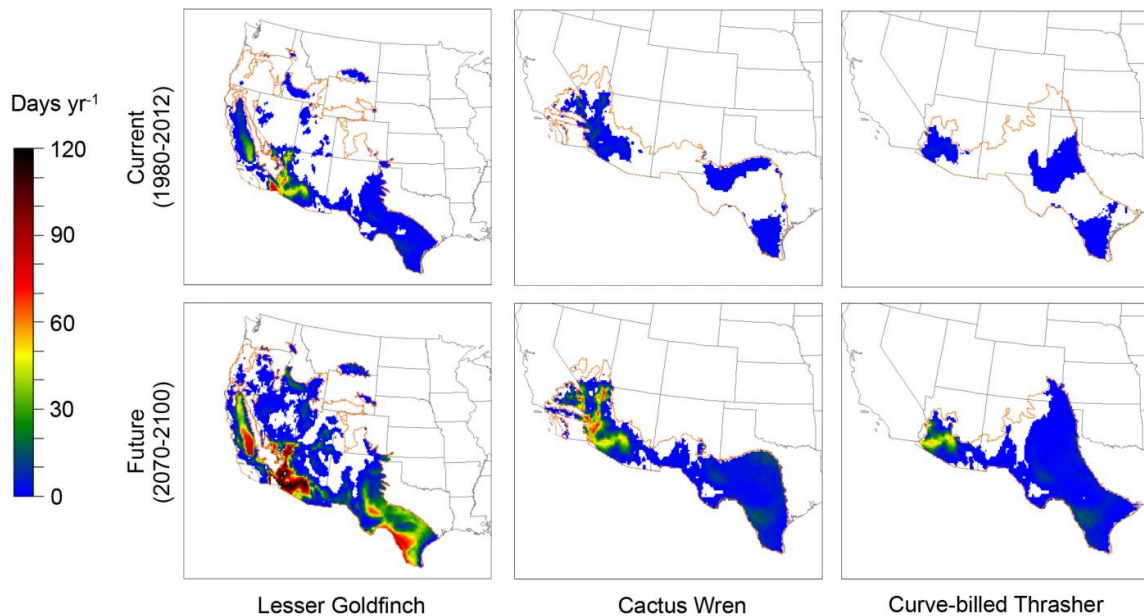 Days yr⁻¹
120
90
60
30
0
Current
(1980-2012)
Future
(2070-2100)
Lesser Goldfinch
Cactus Wren
Curve-billed Thrasher